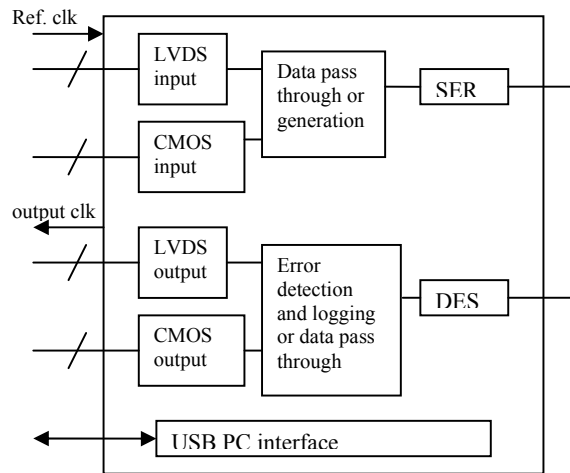 Ref. clk
LVDS
input
Data pass
through or
generation
SER
CMOS
input
output clk
LVDS
output
Error
detection
and logging
or data pass
through
DES
CMOS
output
USB PC interface